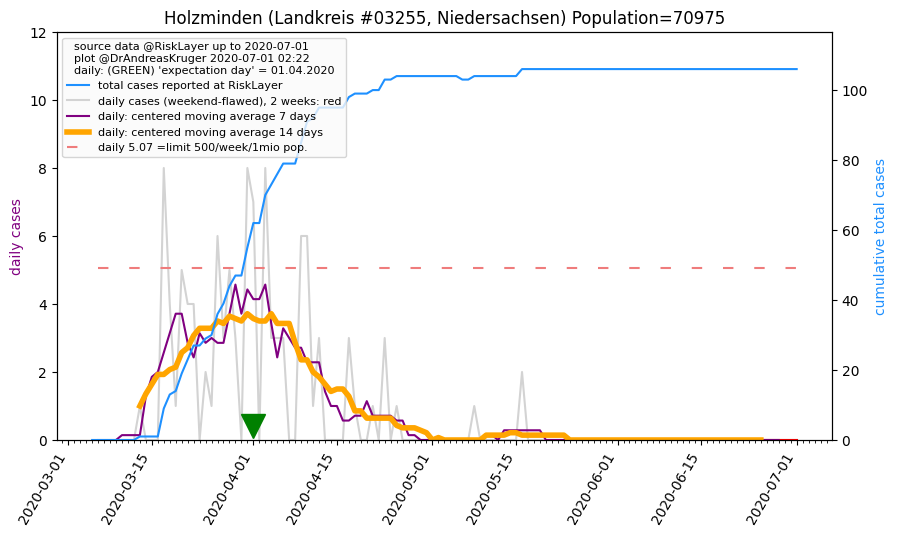 Holzminden (Landkreis #03255, Niedersachsen) Population=70975
source data @RiskLayer up to 2020-07-01
plot @DrAndreasKruger 2020-07-01 02:22
daily: (GREEN) 'expectation day' = 01.04.2020
total cases reported at RiskLayer
daily cases (weekend-flawed), 2 weeks: red
daily: centered moving average 7 days
daily: centered moving average 14 days
daily 5.07 =limit 500/week/1mio pop.
daily cases
12
10
8
6
4
2
0
cumulative total cases
100
80
60
40
20
0
2020-03-01
2020-03-15
2020-04-01
2020-04-15
2020-05-01
2020-05-15
2020-06-01
2020-06-15
2020-07-01